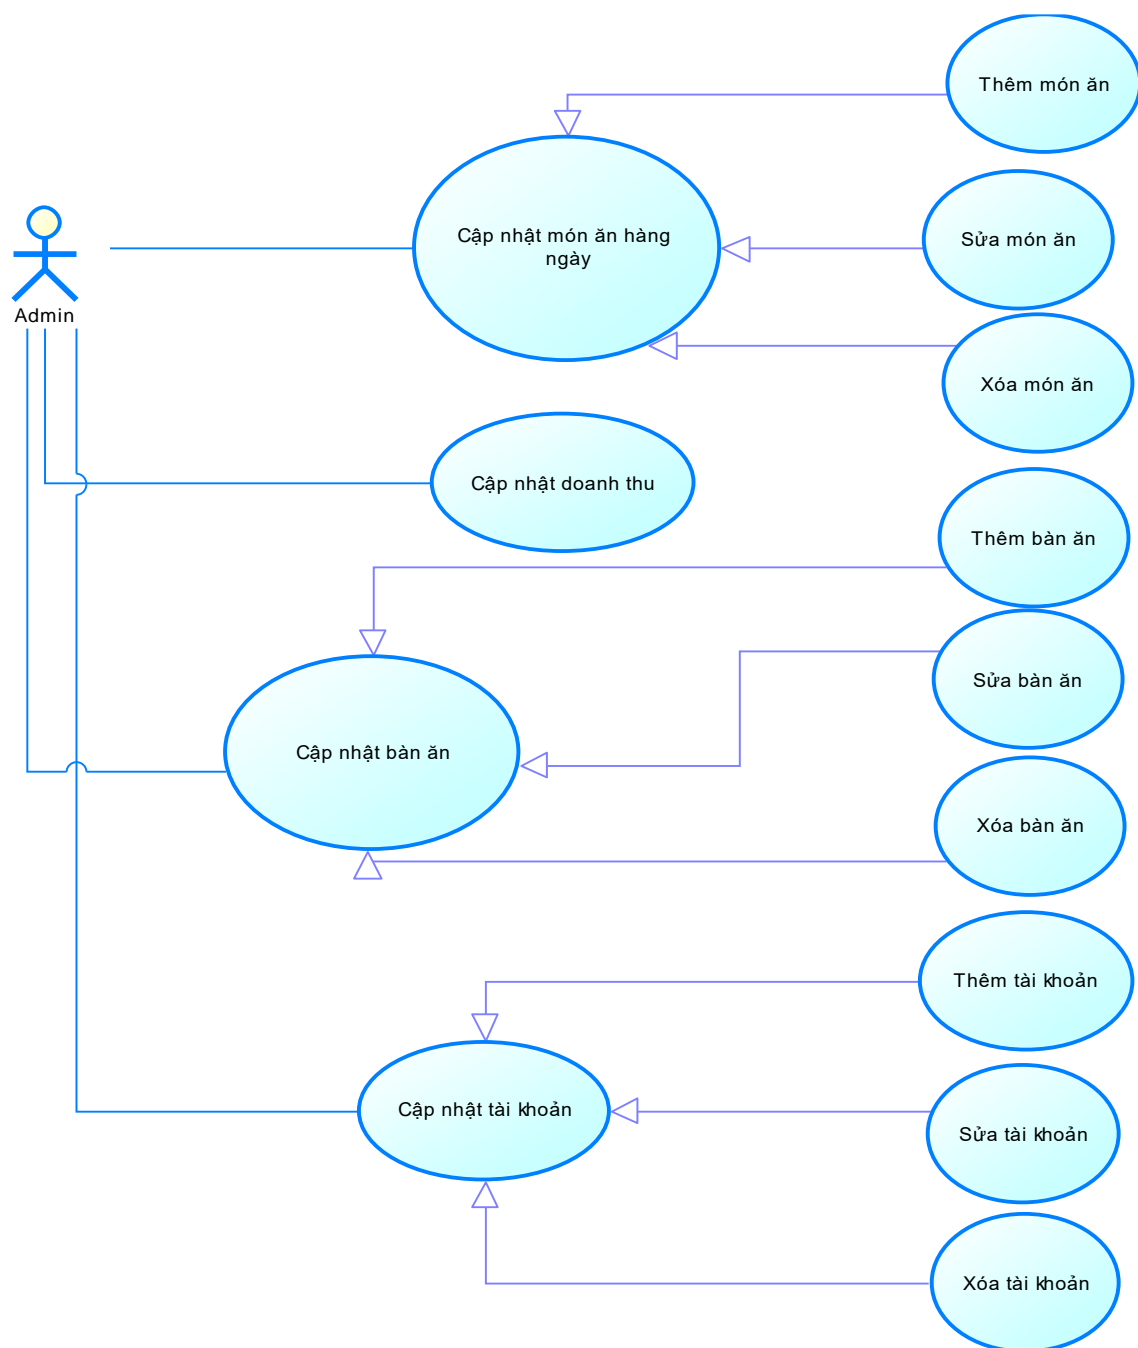 Thêm món ăn
Cập nhật món ăn hàng
ngày
Sửa món ăn
Admin
Xóa món ăn
Cập nhật doanh thu
Thêm bàn ăn
Sửa bàn ăn
Cập nhật bàn ăn
Xóa bàn ăn
Thêm tài khoản
Cập nhật tài khoản
Sửa tài khoản
Xóa tài khoản